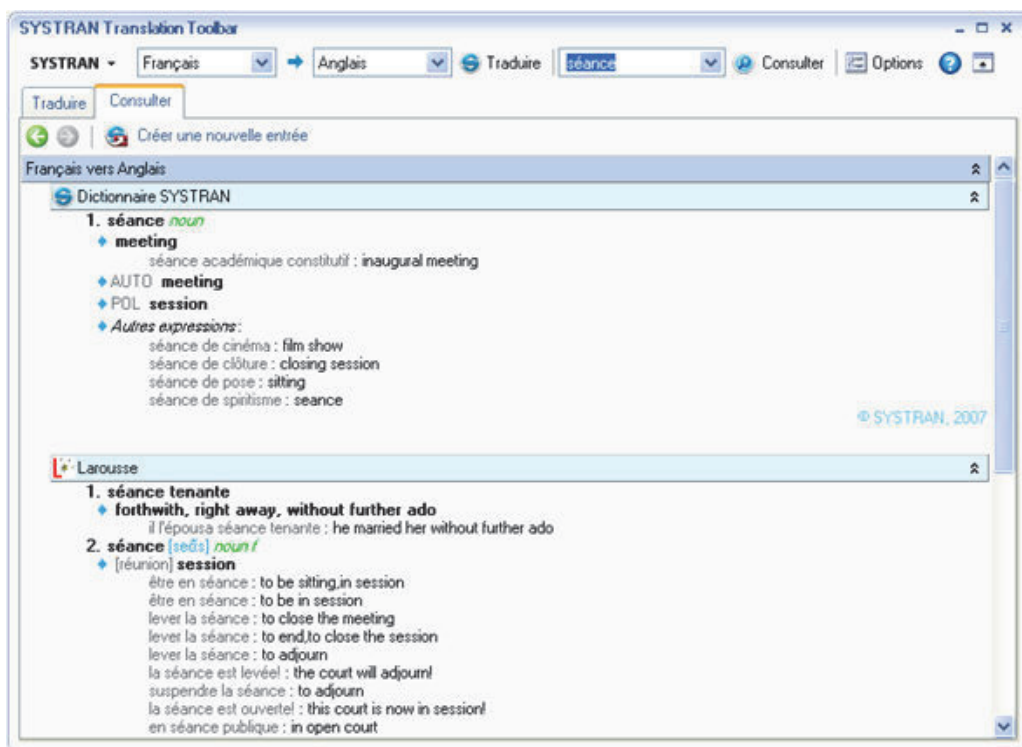 SYSTRAN Translation Toolbar
SYSTRAN Français Anglais Traduire séance Consulter Options
Traduire Consulter
Créer une nouvelle entrée
Français vers Anglais
Dictionnaire SYSTRAN
1. séance noun
meeting
séance académique constitutif : inaugural meeting
AUTO meeting
POL session
Autres expressions :
séance de cinéma : film show
séance de clôture : closing session
séance de pose : sitting
séance de spiritisme : seance
© SYSTRAN, 2007
Larousse
1. séance tenante
forthwith, right away, without further ado
il l'épousa séance tenante : he married her without further ado
2. séance [seɑ̃s] noun f
[réunion] session
être en séance : to be sitting,in session
être en séance : to be in session
lever la séance : to close the meeting
lever la séance : to end,to close the session
lever la séance : to adjourn
la séance est levée! : the court will adjourn!
suspendre la séance : to adjourn
la séance est ouverte! : this court is now in session!
en séance publique : in open court